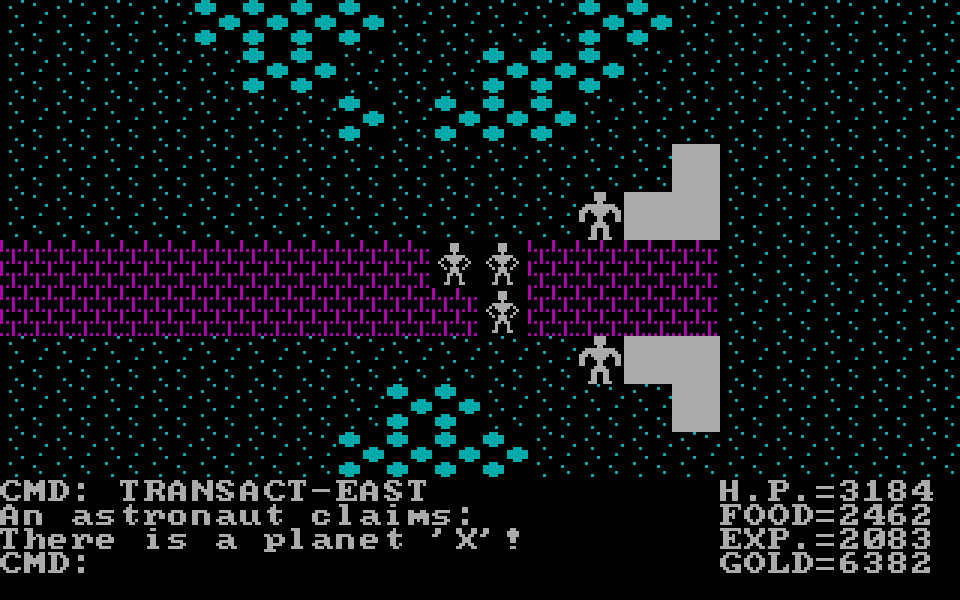 CMD: TRANSACT-EAST
An astronaut claims:
There is a planet 'X'!
CMD:
H.P.=3184
FOOD=2462
EXP.=2083
GOLD=6382